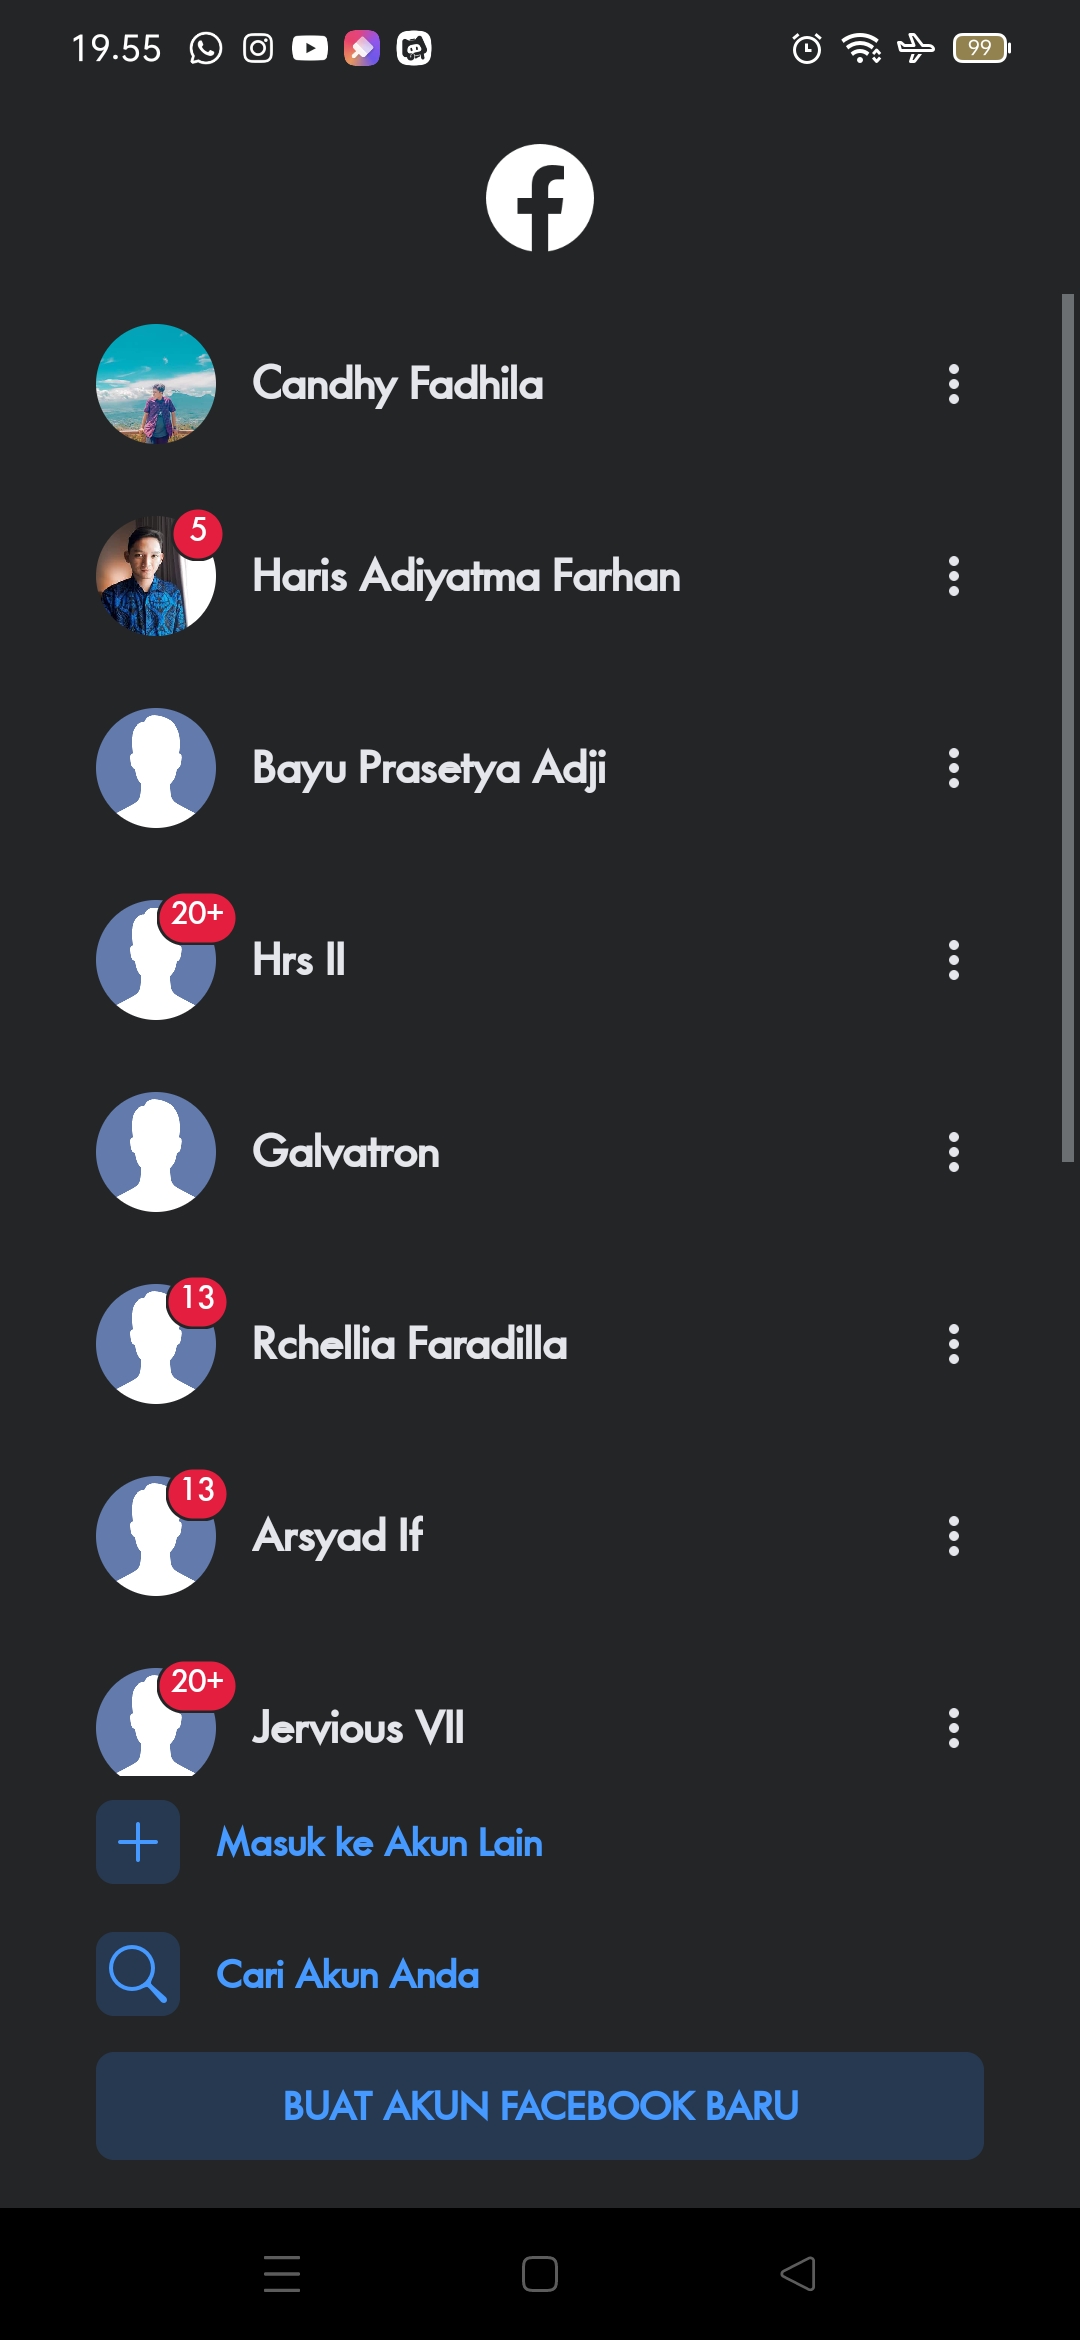 19.55
99
Candhy Fadhila
5
Haris Adiyatma Farhan
Bayu Prasetya Adji
20+
Hrs II
Galvatron
13
Rchellia Faradilla
13
Arsyad If
20+
Jervious VII
Masuk ke Akun Lain
Cari Akun Anda
BUAT AKUN FACEBOOK BARU